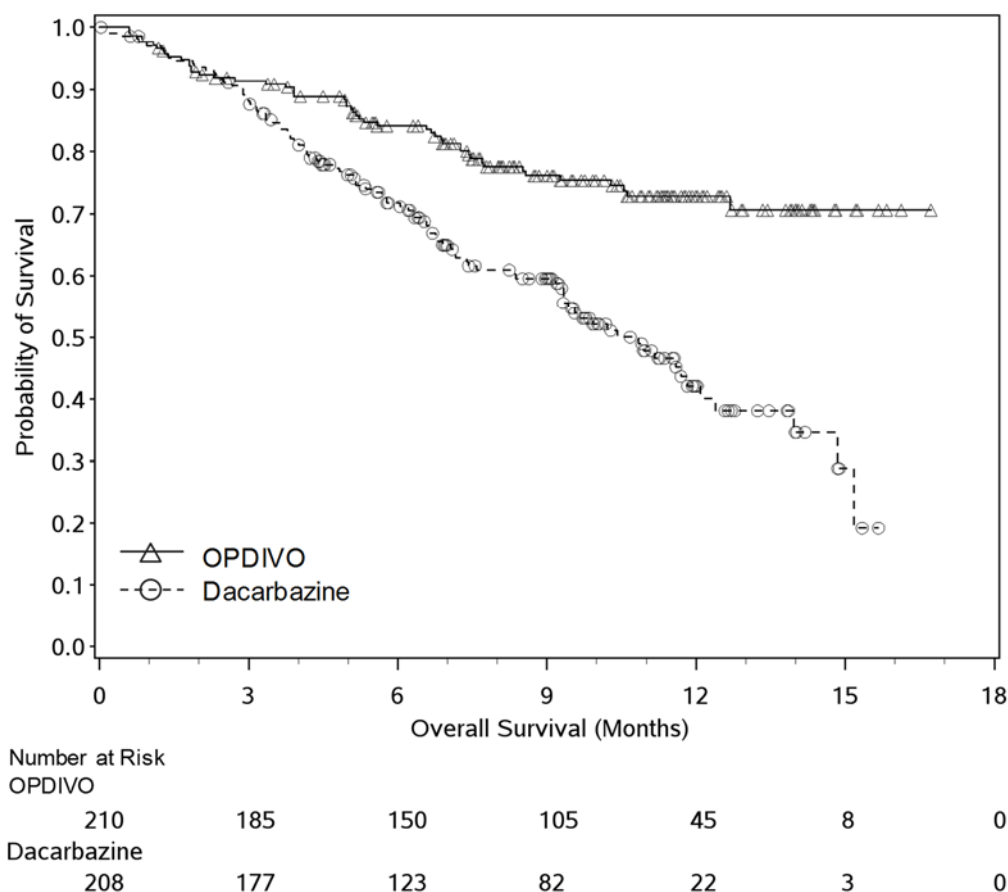 1.0
0.9
0.8
0.7
0.6
0.5
0.4
0.3
0.2
0.1
0.0
Probability of Survival
OPDIVO
Dacarbazine
0 3 6 9 12 15 18
Overall Survival (Months)
Number at Risk
OPDIVO
210 185 150 105 45 8 0
Dacarbazine
208 177 123 82 22 3 0